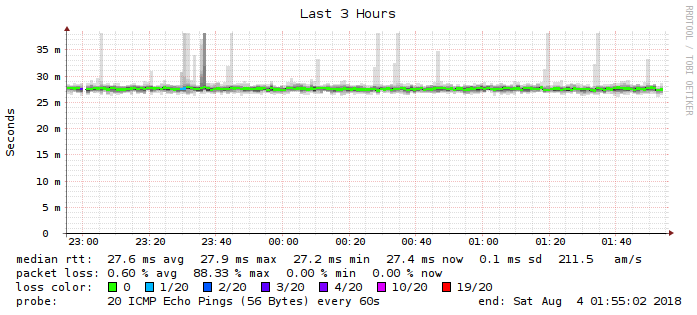 Last 3 Hours
RRDTOOL / TOBI OETIKER
Seconds
35 m
30 m
25 m
20 m
15 m
10 m
5 m
0
23:00 23:20 23:40 00:00 00:20 00:40 01:00 01:20 01:40
median rtt: 27.6 ms avg 27.9 ms max 27.2 ms min 27.4 ms now 0.1 ms sd 211.5 am/s
packet loss: 0.60 % avg 88.33 % max 0.00 % min 0.00 % now
loss color: 0 1/20 2/20 3/20 4/20 10/20 19/20
probe: 20 ICMP Echo Pings (56 Bytes) every 60s end: Sat Aug 4 01:55:02 2018